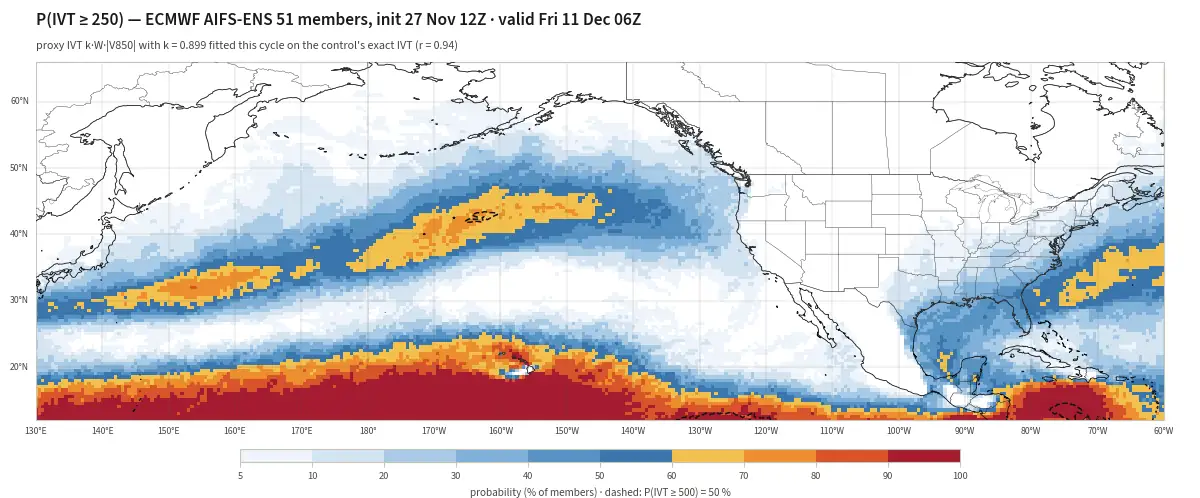 P(IVT ≥ 250) — ECMWF AIFS-ENS 51 members, init 27 Nov 12Z · valid Fri 11 Dec 06Z
proxy IVT k·W·|V850| with k = 0.899 fitted this cycle on the control's exact IVT (r = 0.94)
60°N
50°N
40°N
30°N
20°N
130°E 140°E 150°E 160°E 170°E 180° 170°W 160°W 150°W 140°W 130°W 120°W 110°W 100°W 90°W 80°W 70°W 60°W
5 10 20 30 40 50 60 70 80 90 100
probability (% of members) · dashed: P(IVT ≥ 500) = 50 %